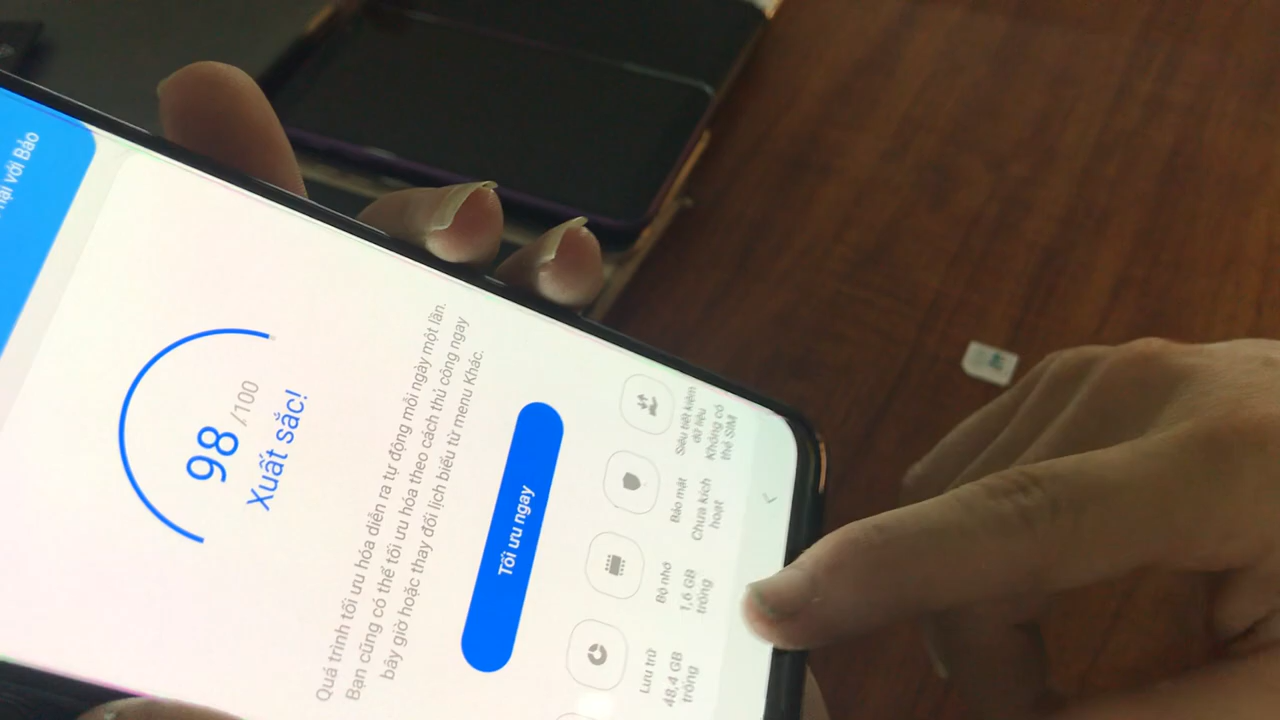 nại với Bảo
98 /100
Xuất sắc!
Quá trình tối ưu hóa diễn ra tự động mỗi ngày một lần.
Bạn cũng có thể tối ưu hóa theo cách thủ công ngay
bây giờ hoặc thay đổi lịch biểu từ menu Khác.
Tối ưu ngay
Lưu trữ
48,4 GB
trống
Bộ nhớ
1,6 GB
trống
Bảo mật
Chưa kích
hoạt
Siêu tiết kiệm
dữ liệu
Không có
thẻ SIM